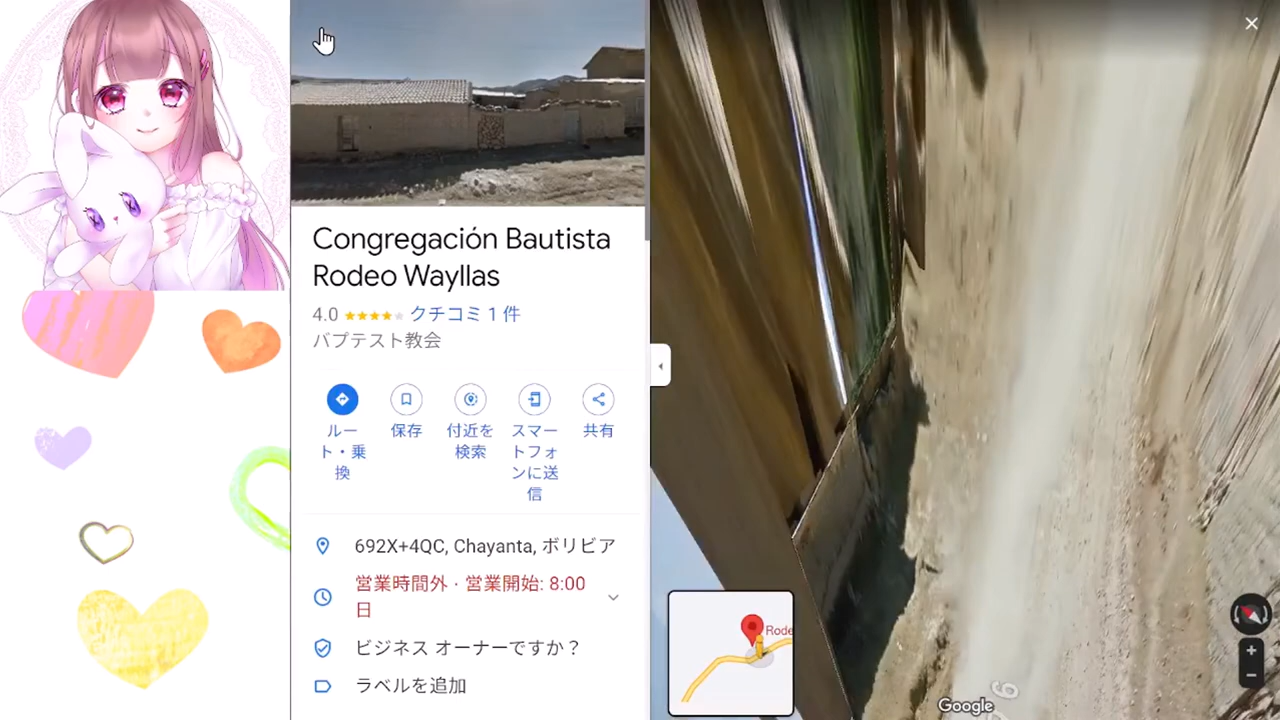 Congregación Bautista
Rodeo Wayllas
4.0 クチコミ 1 件
バプテスト教会
ルー
ト・乗
換
保存
付近を
検索
スマー
トフォ
ンに送
信
共有
692X+4QC, Chayanta, ボリビア
営業時間外 · 営業開始: 8:00
日
ビジネス オーナーですか？
ラベルを追加
Rode
Google